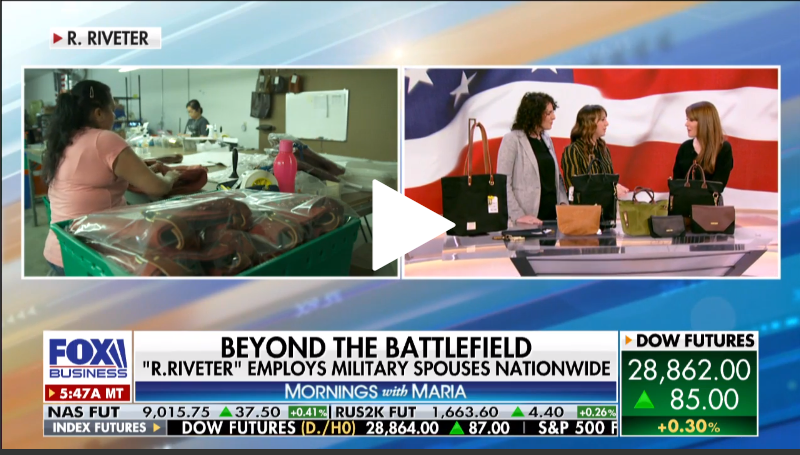 R. RIVETER
FOX
BUSINESS
5:47A MT
BEYOND THE BATTLEFIELD
"R.RIVETER" EMPLOYS MILITARY SPOUSES NATIONWIDE
MORNINGS with MARIA
DOW FUTURES
28,862.00
85.00
+0.30%
NAS FUT 9,015.75 37.50 +0.41% RUS2K FUT 1,663.60 4.40 +0.26%
INDEX FUTURES DOW FUTURES (D./H0) 28,864.00 87.00 S&P 500 F